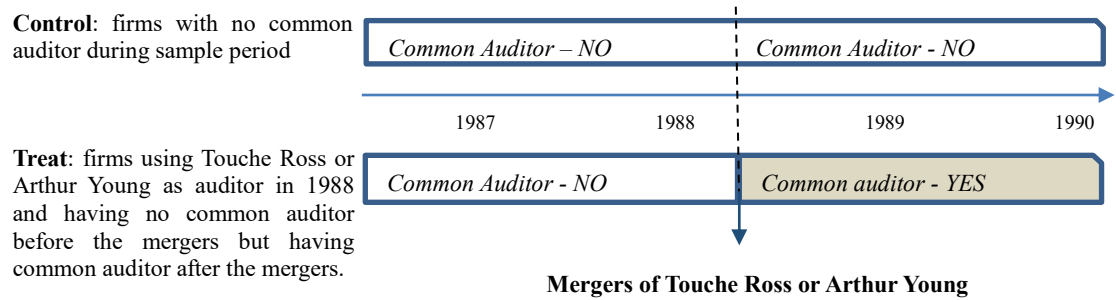 Control: firms with no common
auditor during sample period
Common Auditor – NO
Common Auditor - NO
1987
1988
1989
1990
Treat: firms using Touche Ross or
Arthur Young as auditor in 1988
and having no common auditor
before the mergers but having
common auditor after the mergers.
Common Auditor - NO
Common auditor - YES
Mergers of Touche Ross or Arthur Young